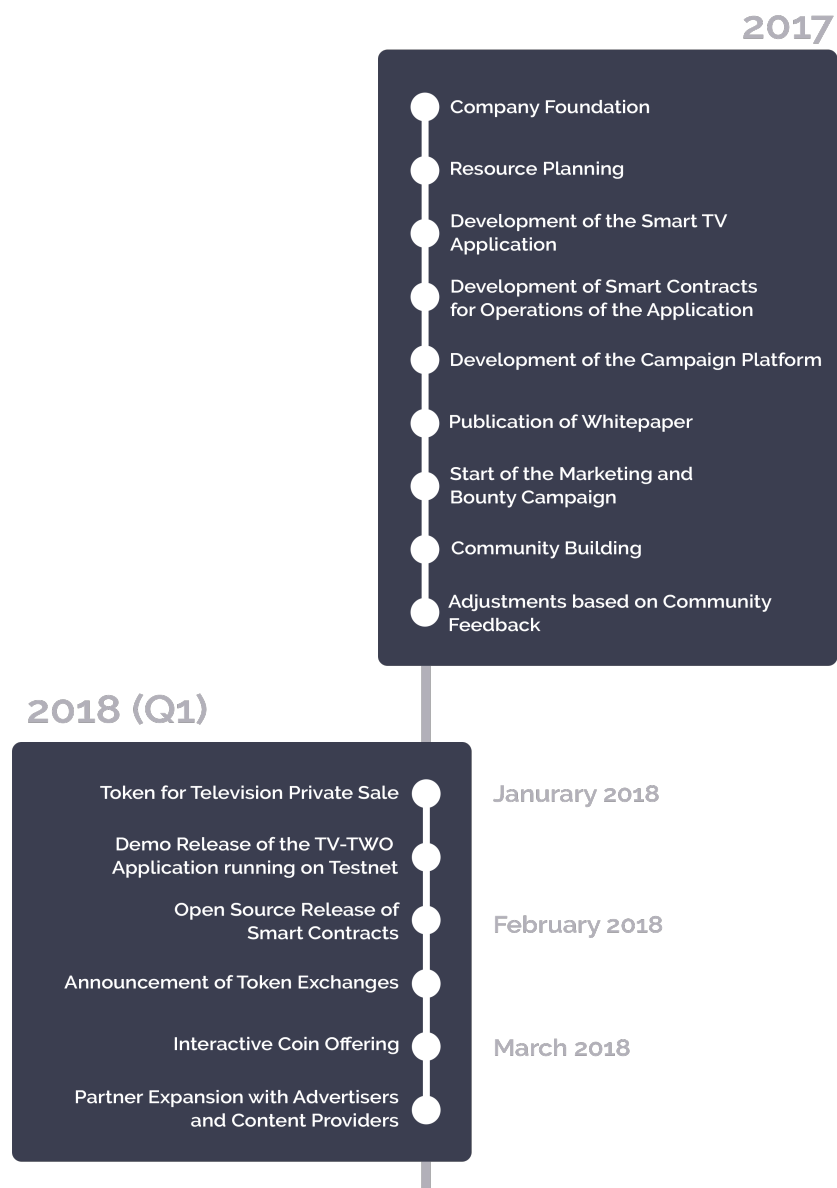 2017
Company Foundation
Resource Planning
Development of the Smart TV
Application
Development of Smart Contracts
for Operations of the Application
Development of the Campaign Platform
Publication of Whitepaper
Start of the Marketing and
Bounty Campaign
Community Building
Adjustments based on Community
Feedback
2018 (Q1)
Token for Television Private Sale
Janurary 2018
Demo Release of the TV-TWO
Application running on Testnet
Open Source Release of
Smart Contracts
February 2018
Announcement of Token Exchanges
Interactive Coin Offering
March 2018
Partner Expansion with Advertisers
and Content Providers